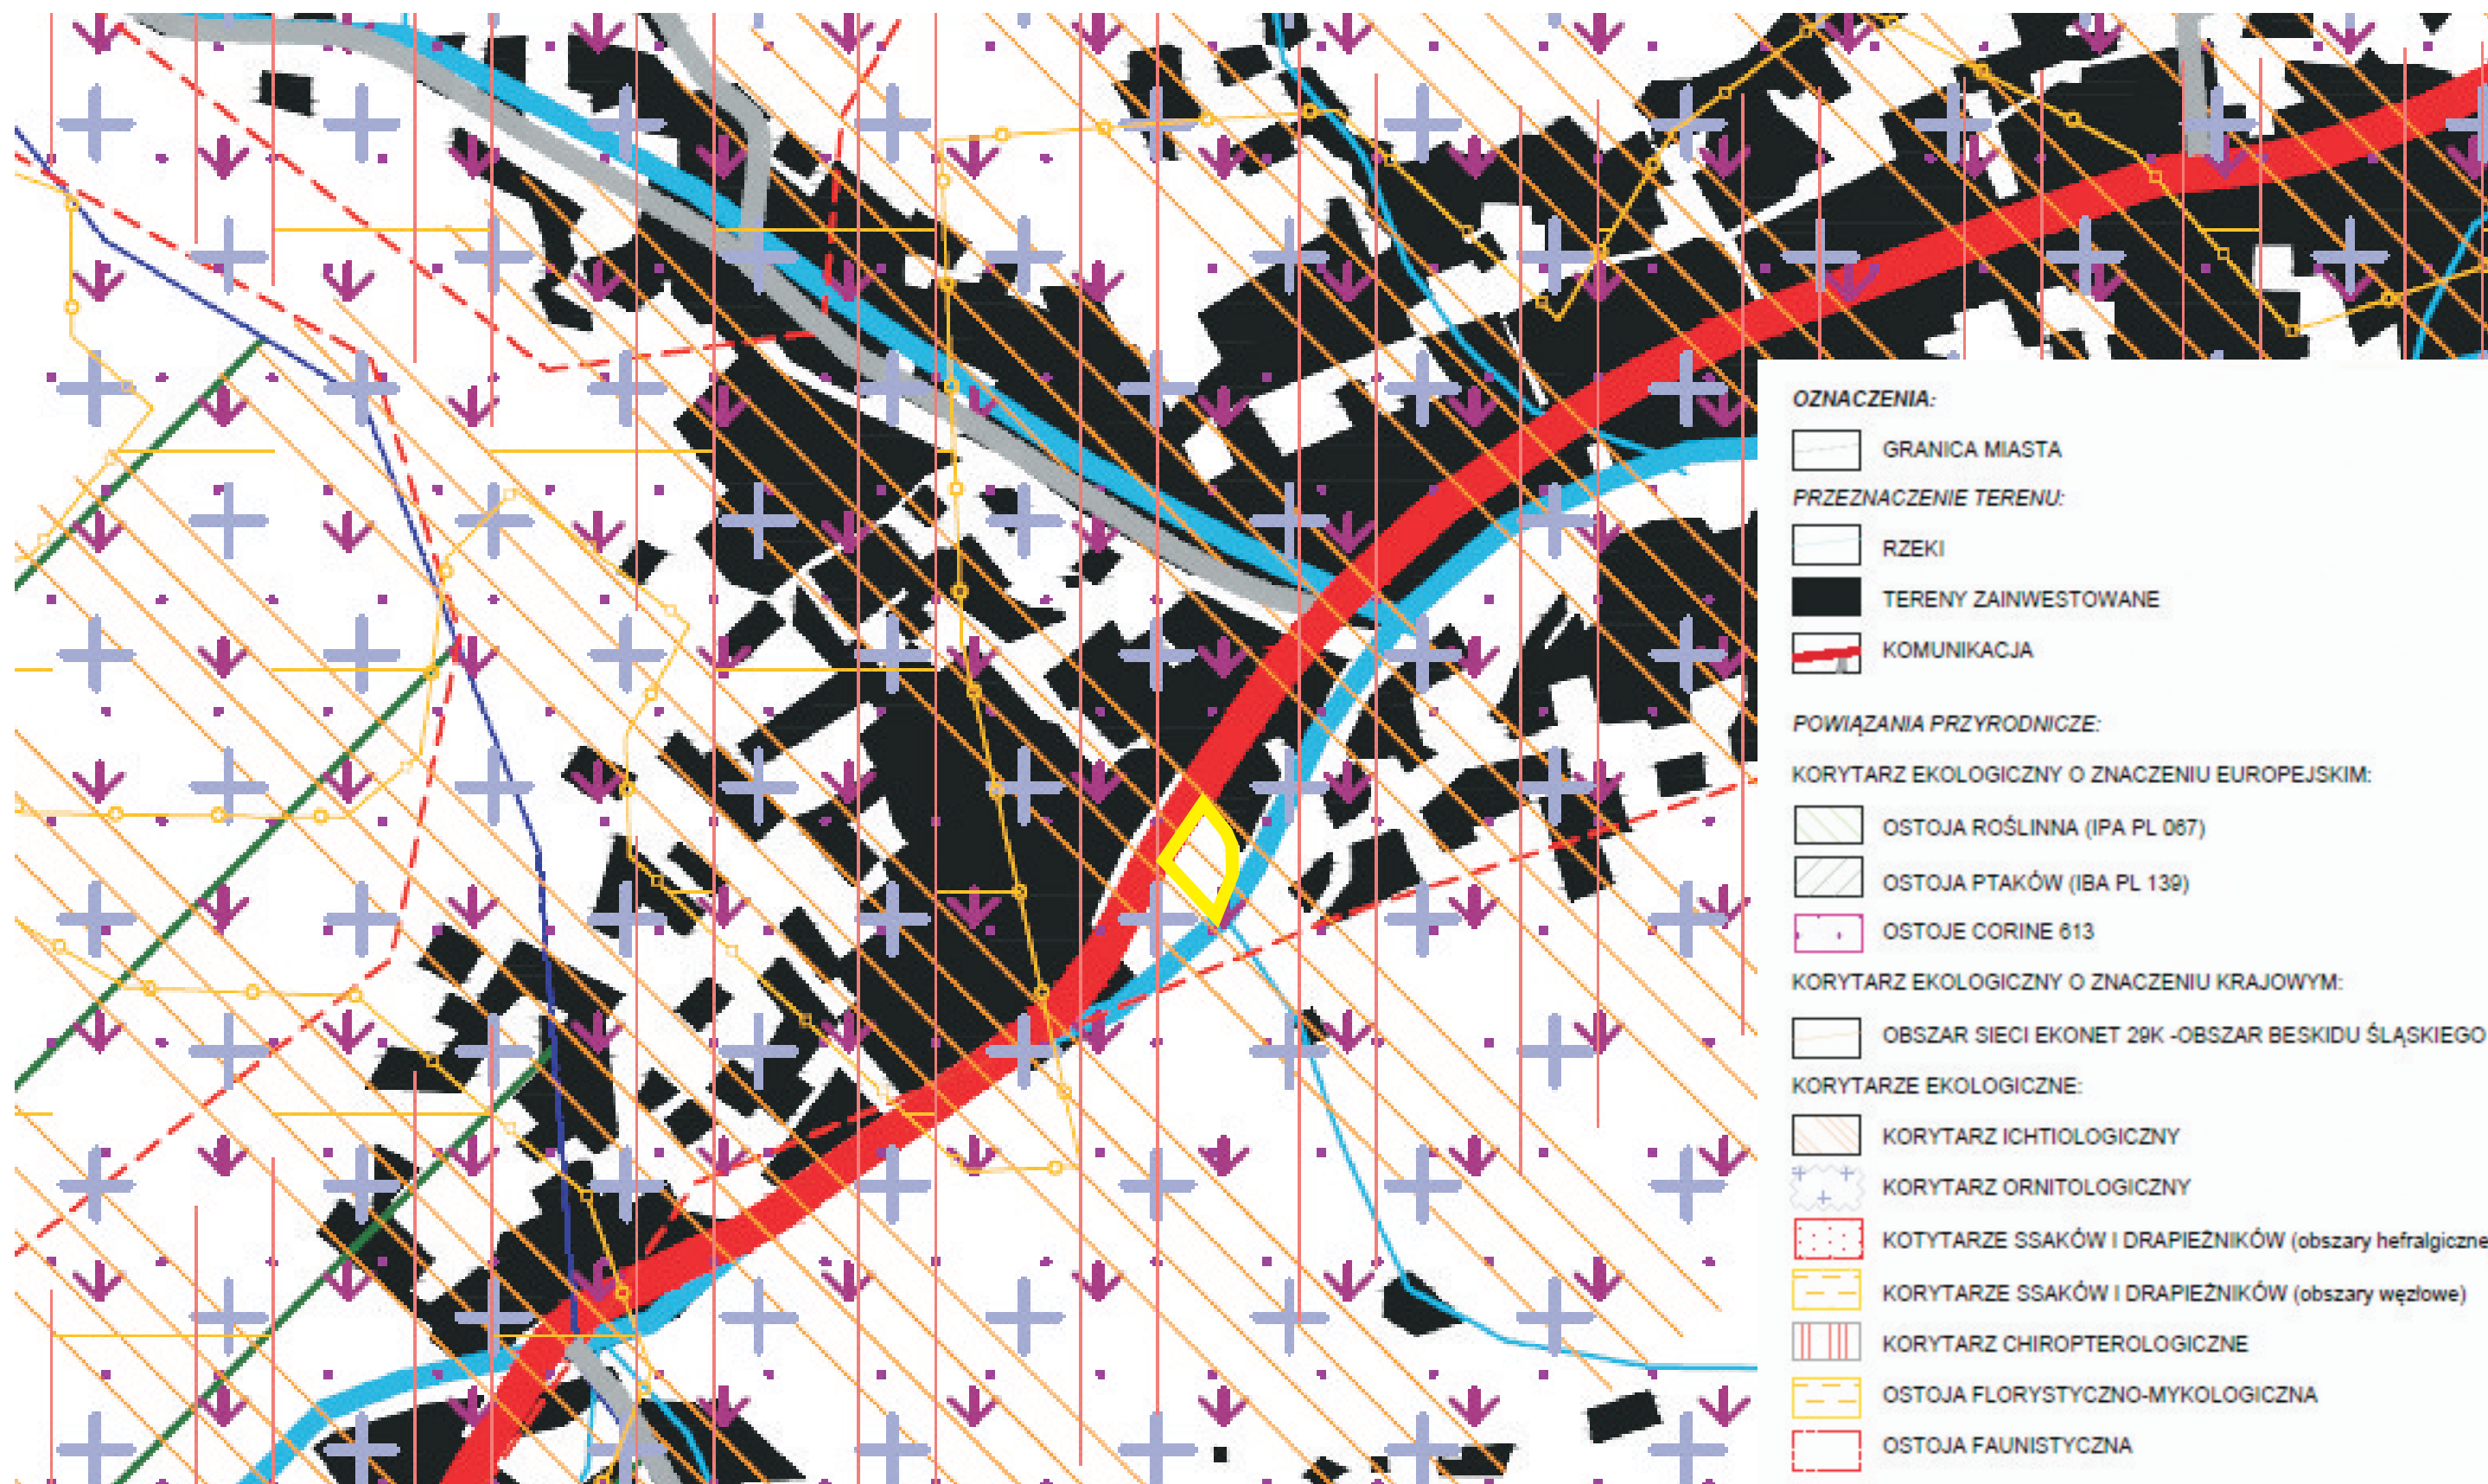 OZNACZENIA:
GRANICA MIASTA
PRZEZNACZENIE TERENU:
RZEKI
TERENY ZAINWESTOWANE
KOMUNIKACJA
POWIĄZANIA PRZYRODNICZE:
KORYTARZ EKOLOGICZNY O ZNACZENIU EUROPEJSKIM:
OSTOJA ROŚLINNA (IPA PL 067)
OSTOJA PTAKÓW (IBA PL 139)
OSTOJE CORINE 613
KORYTARZ EKOLOGICZNY O ZNACZENIU KRAJOWYM:
OBSZAR SIECI EKONET 29K -OBSZAR BESKIDU ŚLĄSKIEGO
KORYTARZE EKOLOGICZNE:
KORYTARZ ICHTIOLOGICZNY
KORYTARZ ORNITOLOGICZNY
KOTYTARZE SSAKÓW I DRAPIEŻNIKÓW (obszary hefralgiczne
KORYTARZE SSAKÓW I DRAPIEŻNIKÓW (obszary węzłowe)
KORYTARZ CHIROPTEROLOGICZNE
OSTOJA FLORYSTYCZNO-MYKOLOGICZNA
OSTOJA FAUNISTYCZNA